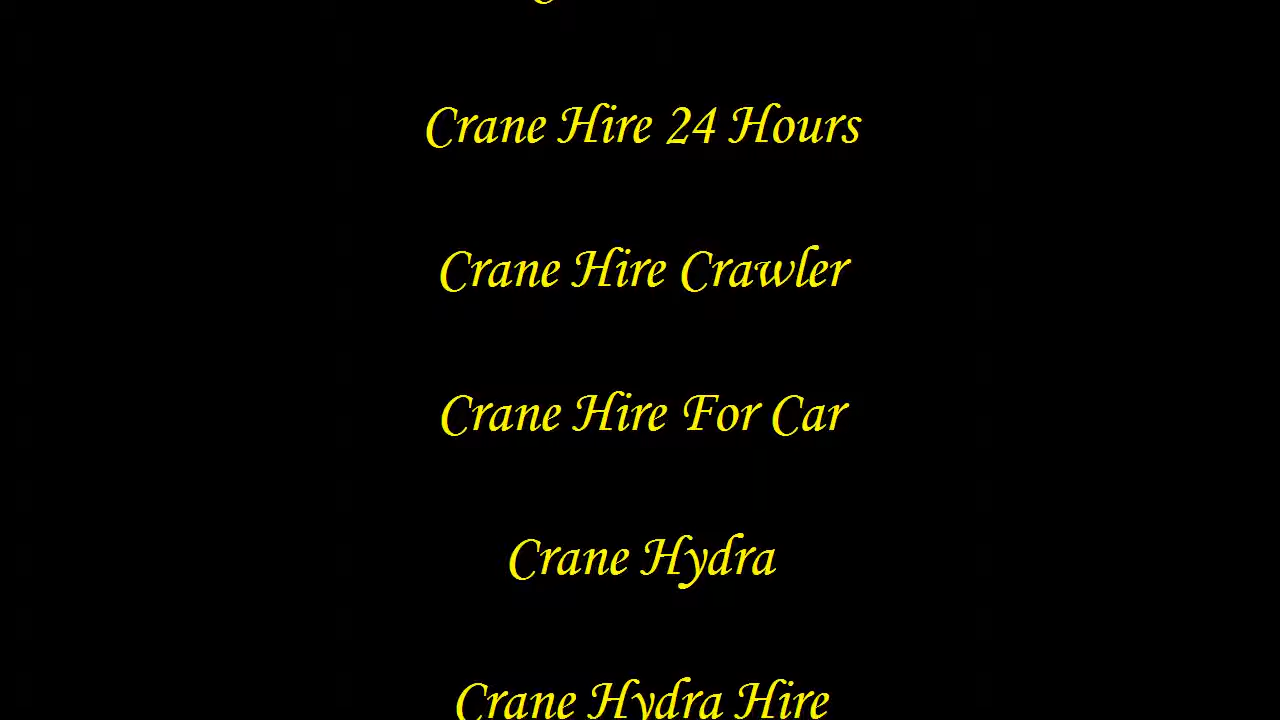 Crane Hire 24 Hours
Crane Hire Crawler
Crane Hire For Car
Crane Hydra
Crane Hydra Hire